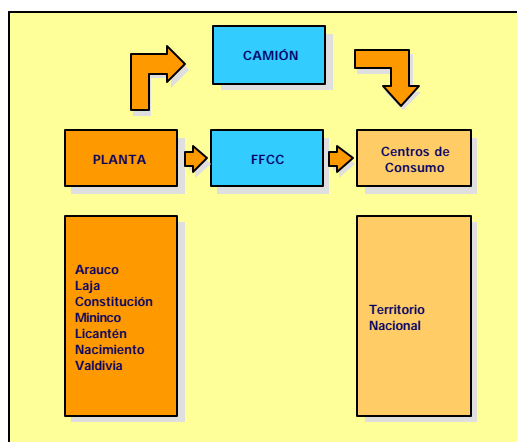 CAMIÓN
PLANTA
FFCC
Centros de
Consumo
Arauco
Laja
Constitución
Mininco
Licantén
Nacimiento
Valdivia
Territorio
Nacional